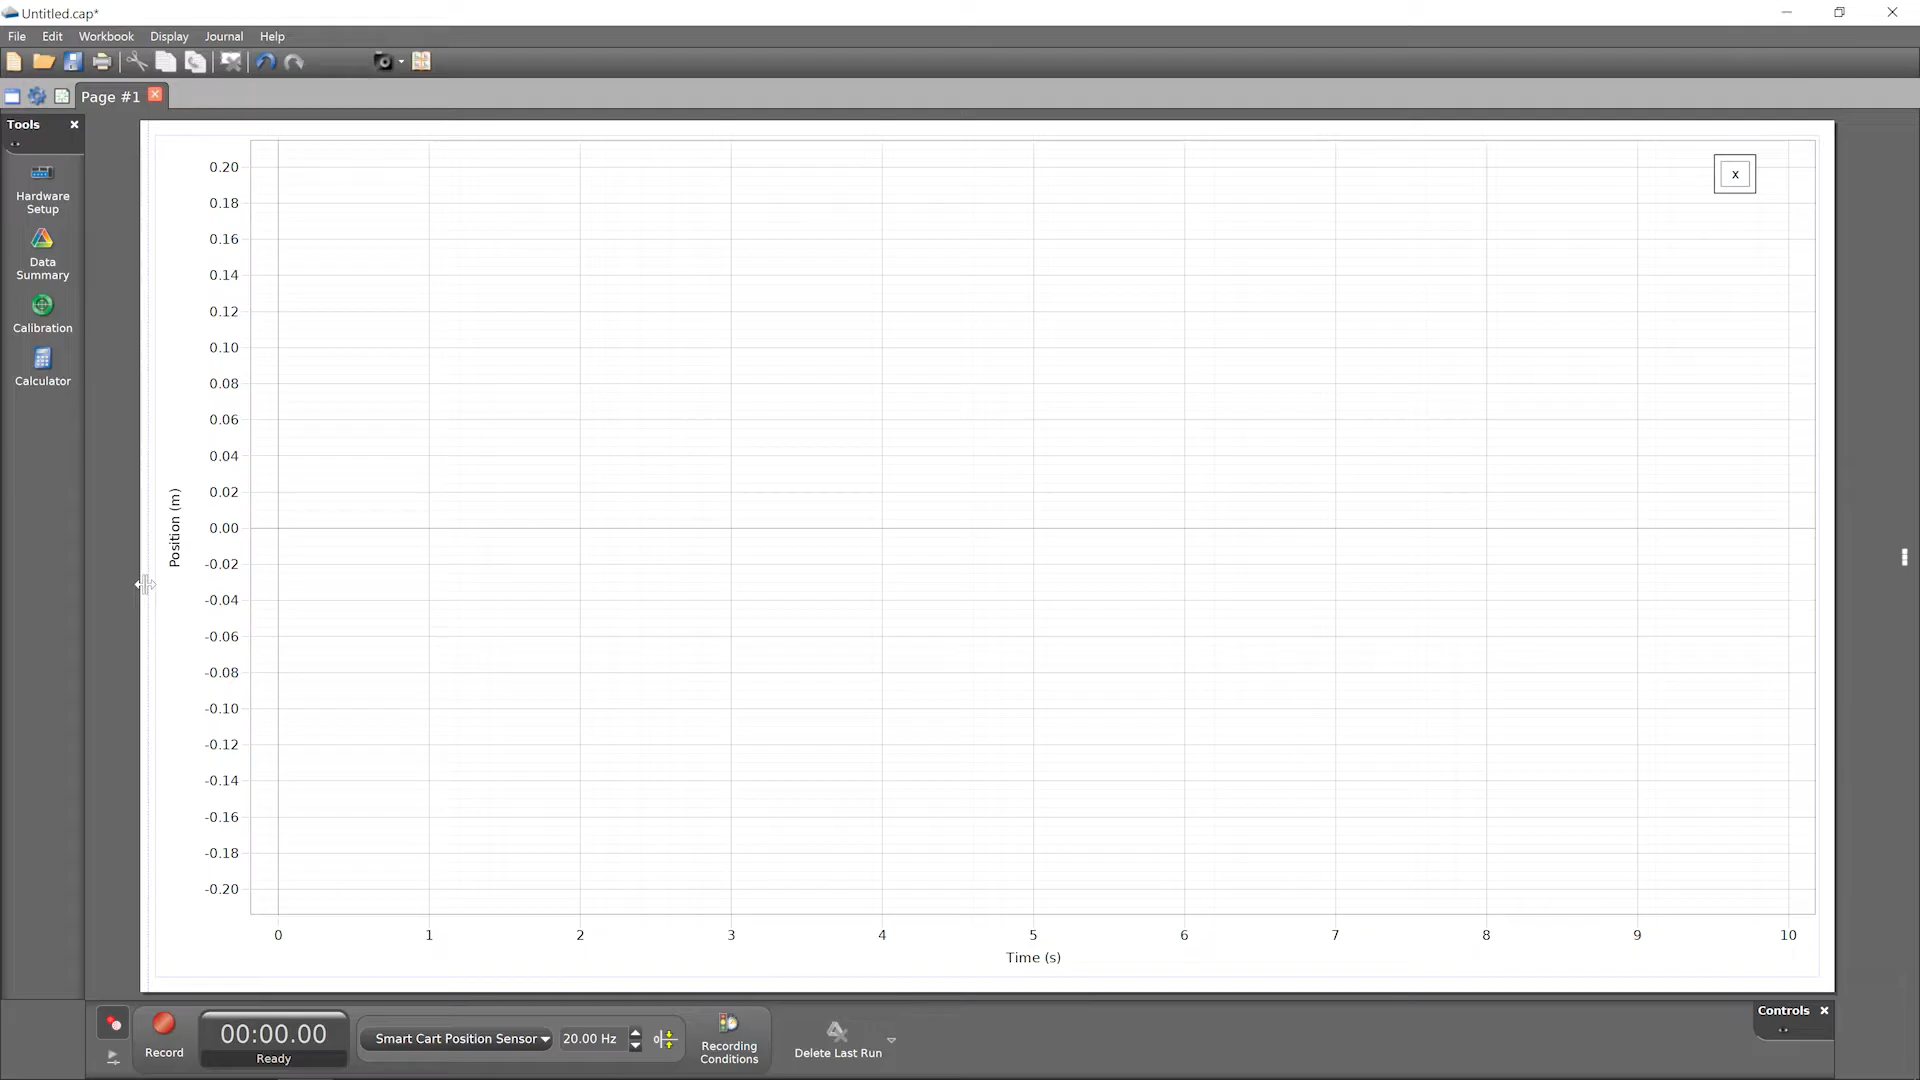 Untitled.cap*
File Edit Workbook Display Journal Help
Page #1
Tools
Hardware
Setup
Data
Summary
Calibration
Calculator
0.20
0.18
0.16
0.14
0.12
0.10
0.08
0.06
0.04
0.02
0.00
-0.02
-0.04
-0.06
-0.08
-0.10
-0.12
-0.14
-0.16
-0.18
-0.20
Position (m)
x
0 1 2 3 4 5 6 7 8 9 10
Time (s)
Record
00:00.00
Ready
Smart Cart Position Sensor
20.00 Hz
Recording
Conditions
Delete Last Run
Controls